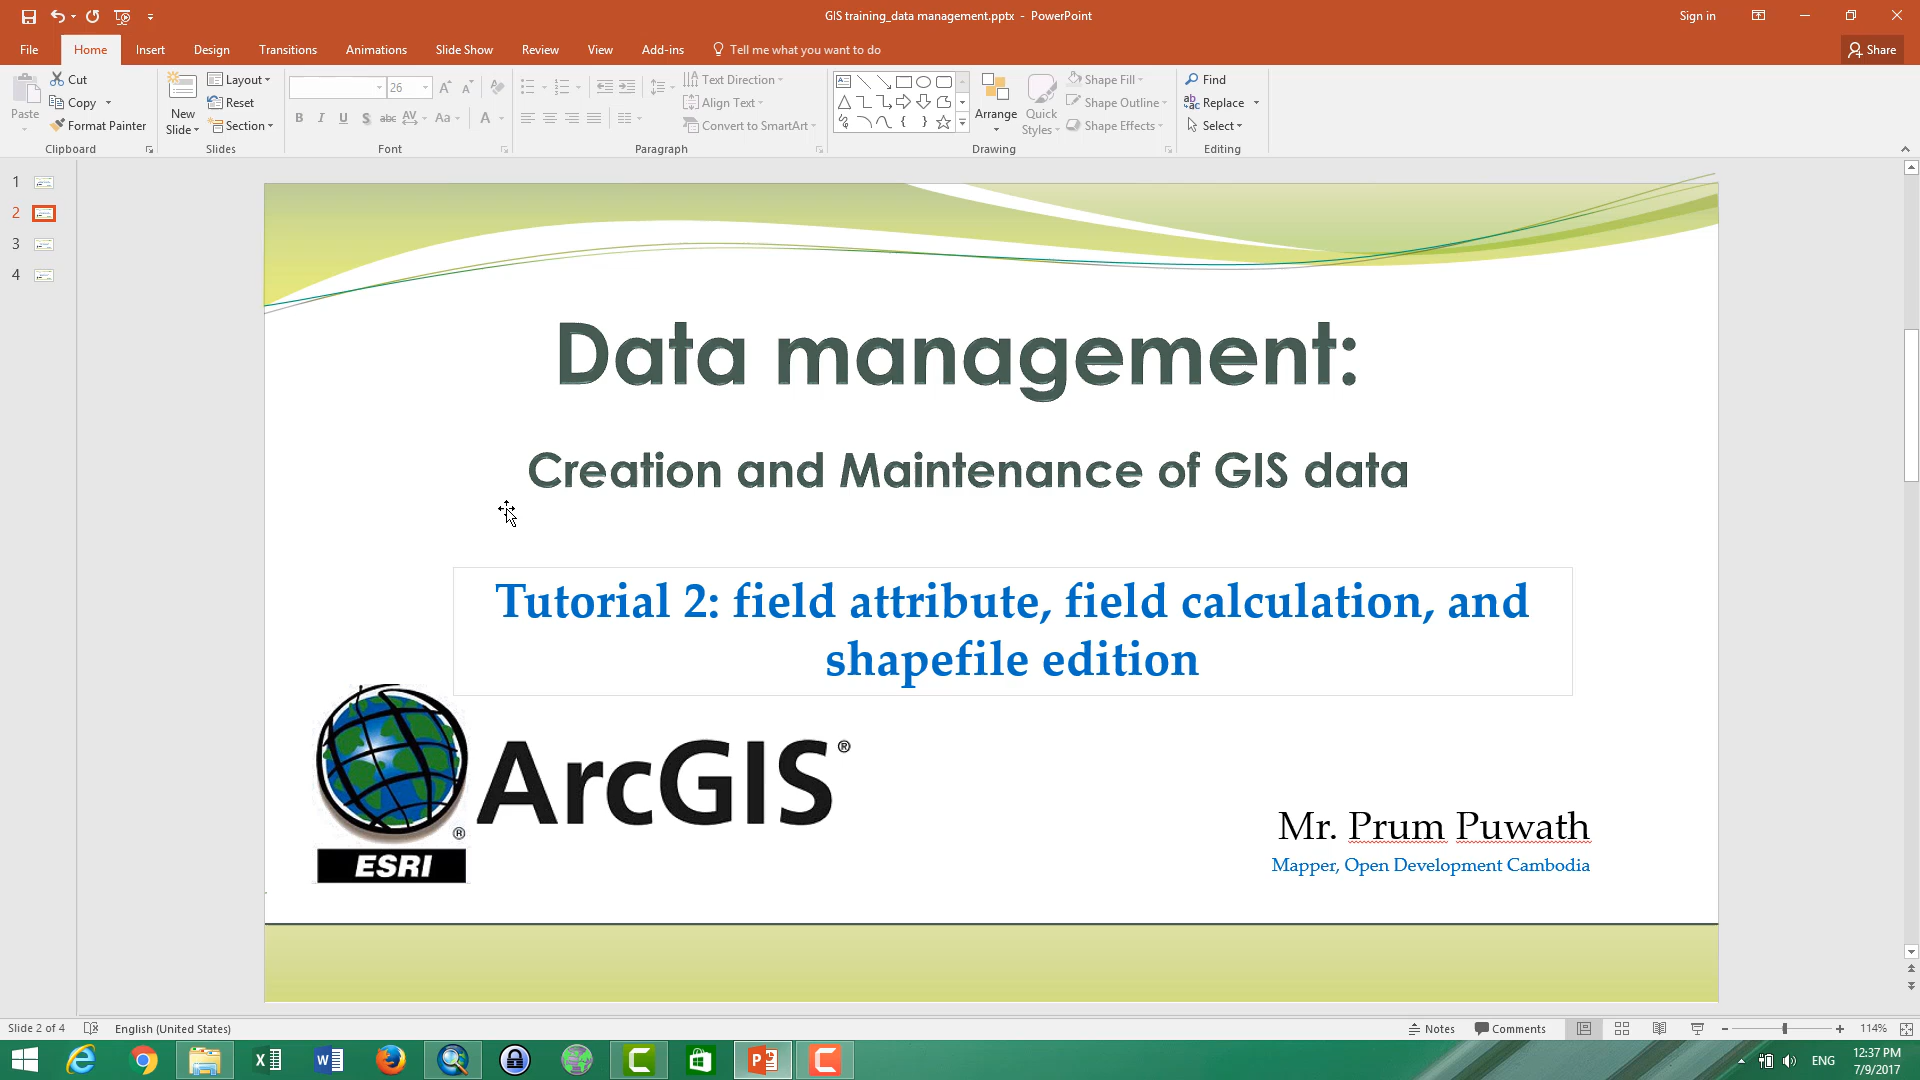 GIS training_data management.pptx - PowerPoint
Sign in
File Home Insert Design Transitions Animations Slide Show Review View Add-ins Tell me what you want to do Share
Paste
Cut
Copy
Format Painter
Clipboard
New Slide
Layout
Reset
Section
Slides
26
B I U S abc AV Aa A
Font
Text Direction
Align Text
Convert to SmartArt
Paragraph
Arrange
Quick Styles
Shape Fill
Shape Outline
Shape Effects
Drawing
Find
Replace
Select
Editing
1
2
3
4
Data management:
Creation and Maintenance of GIS data
Tutorial 2: field attribute, field calculation, and
shapefile edition
ArcGIS®
®
ESRI
Mr. Prum Puwath
Mapper, Open Development Cambodia
Slide 2 of 4 English (United States) Notes Comments 114%
ENG
12:37 PM
7/9/2017